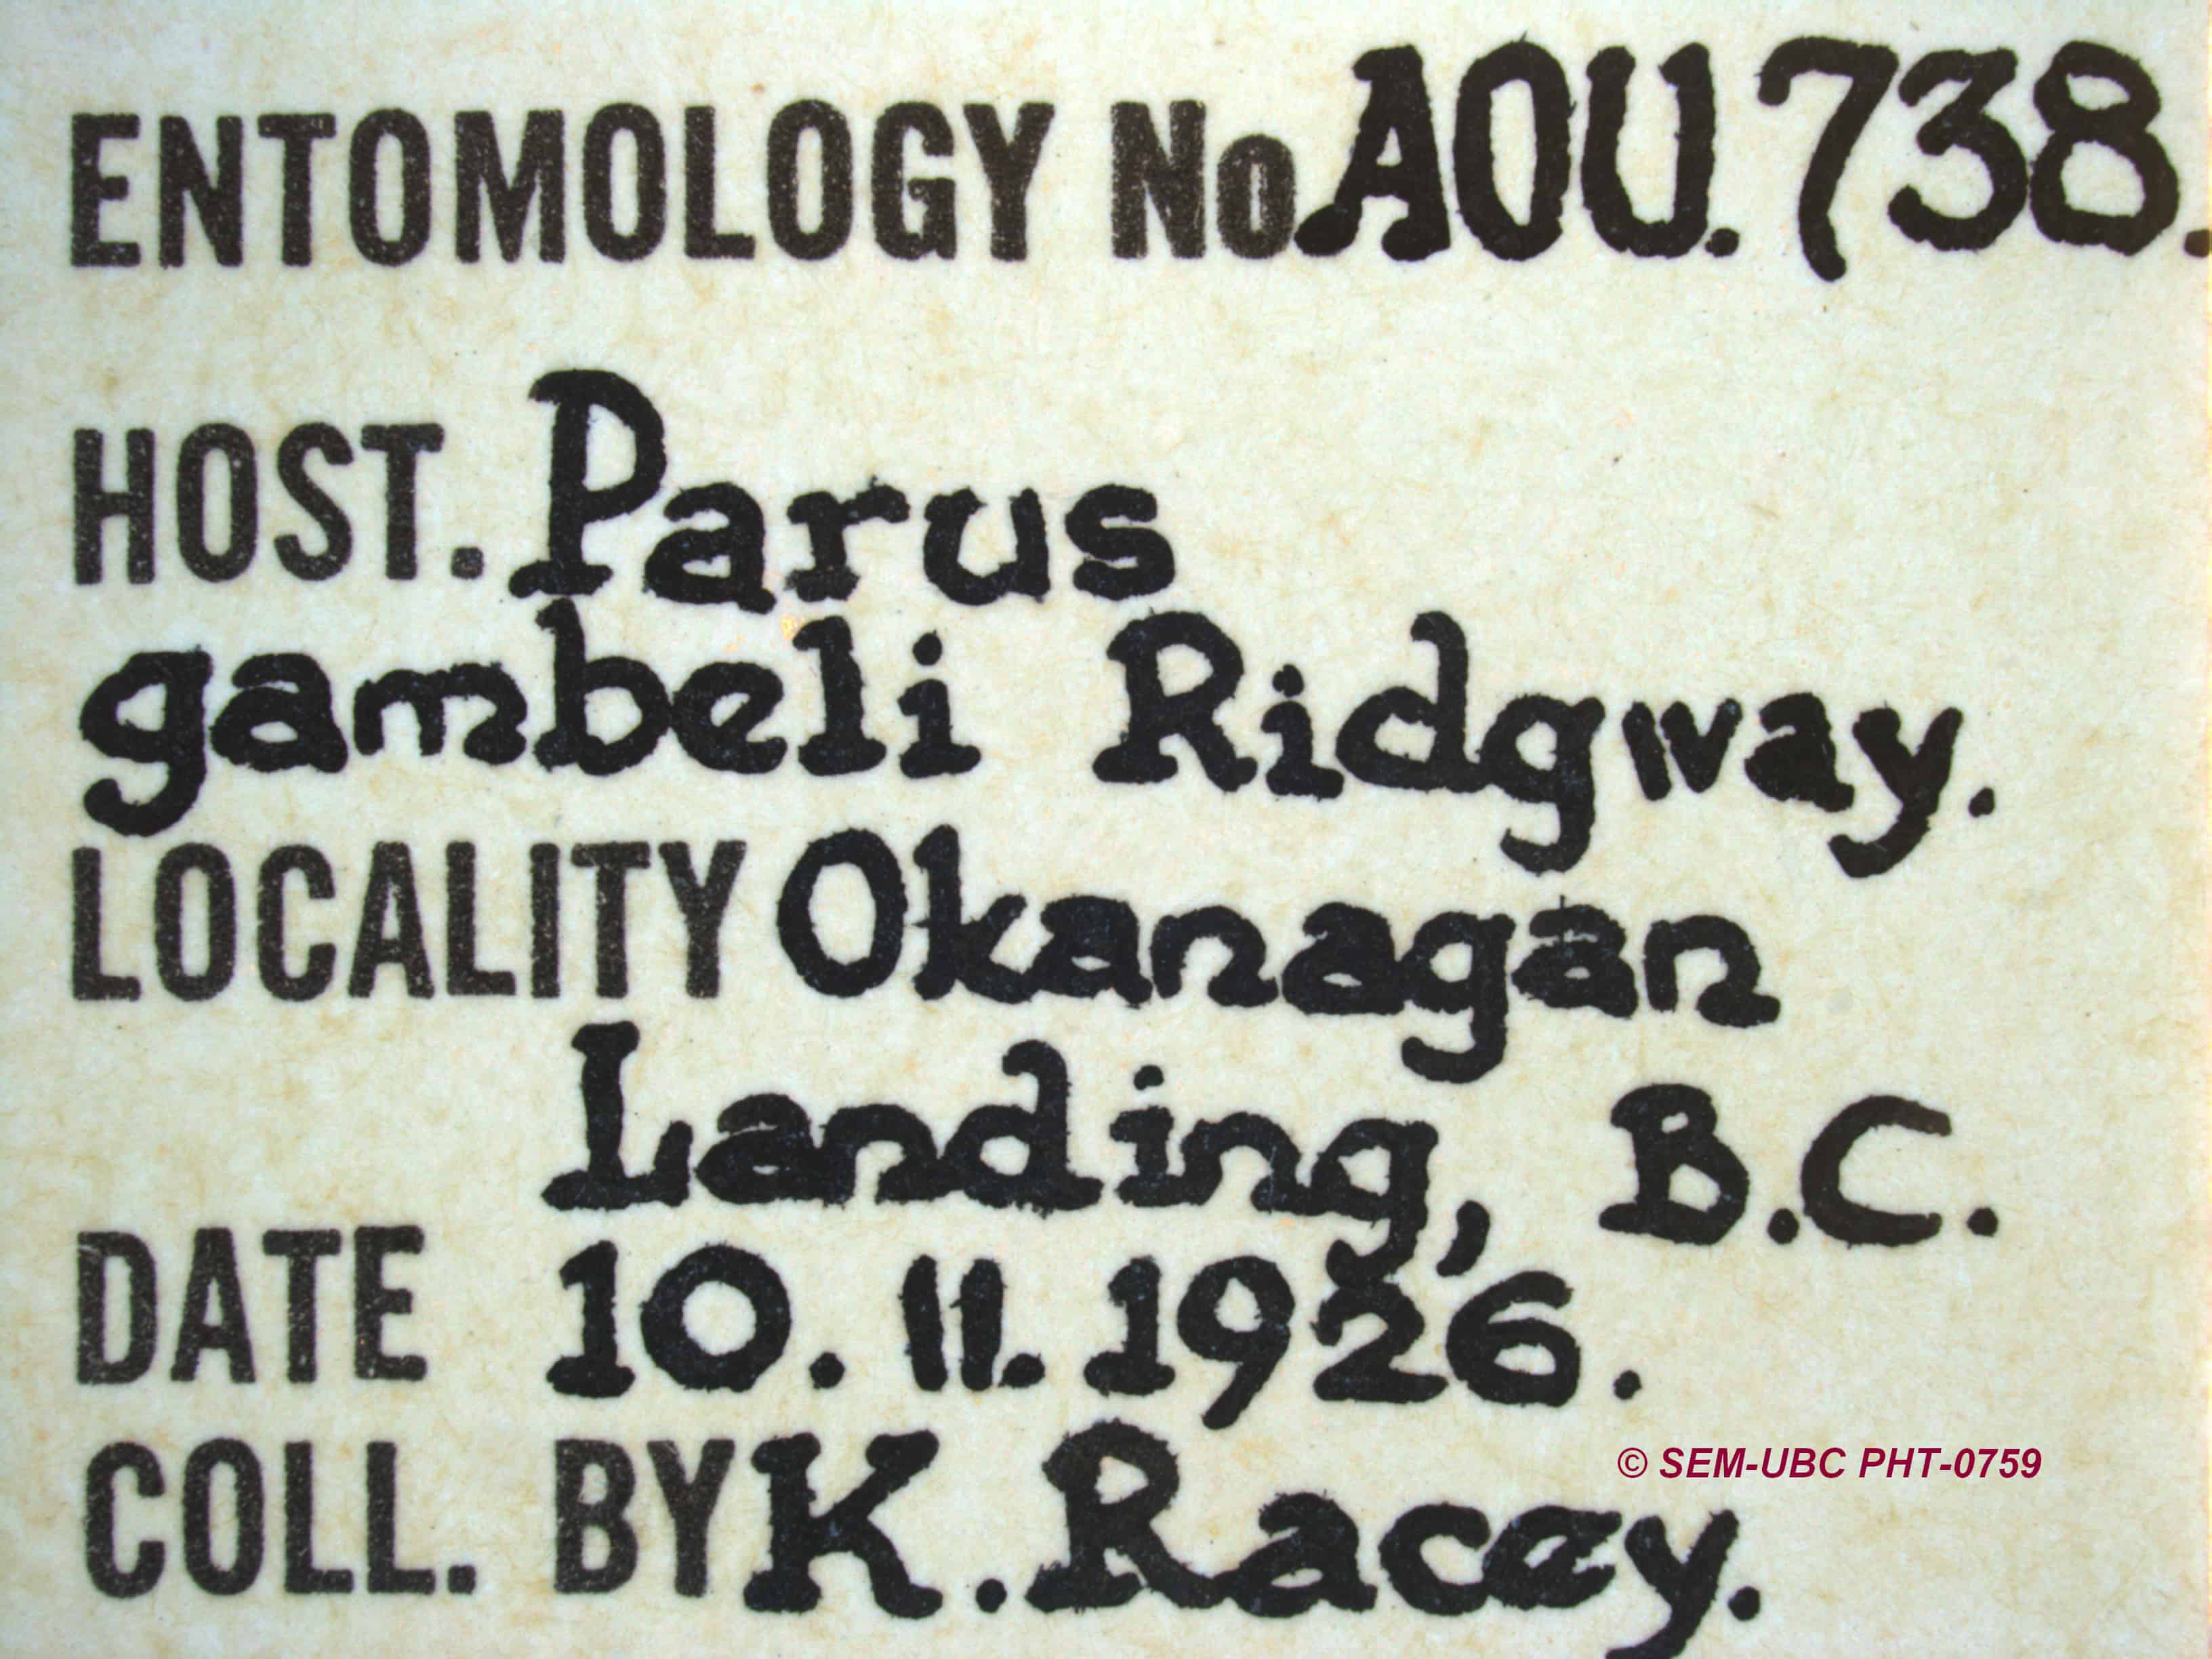 ENTOMOLOGY No AOU. 738.
HOST. Parus
gambeli Ridgway.
LOCALITY Okanagan
Landing, B.C.
DATE 10. 11. 1926.
COLL. BY K. Racey.
© SEM-UBC PHT-0759